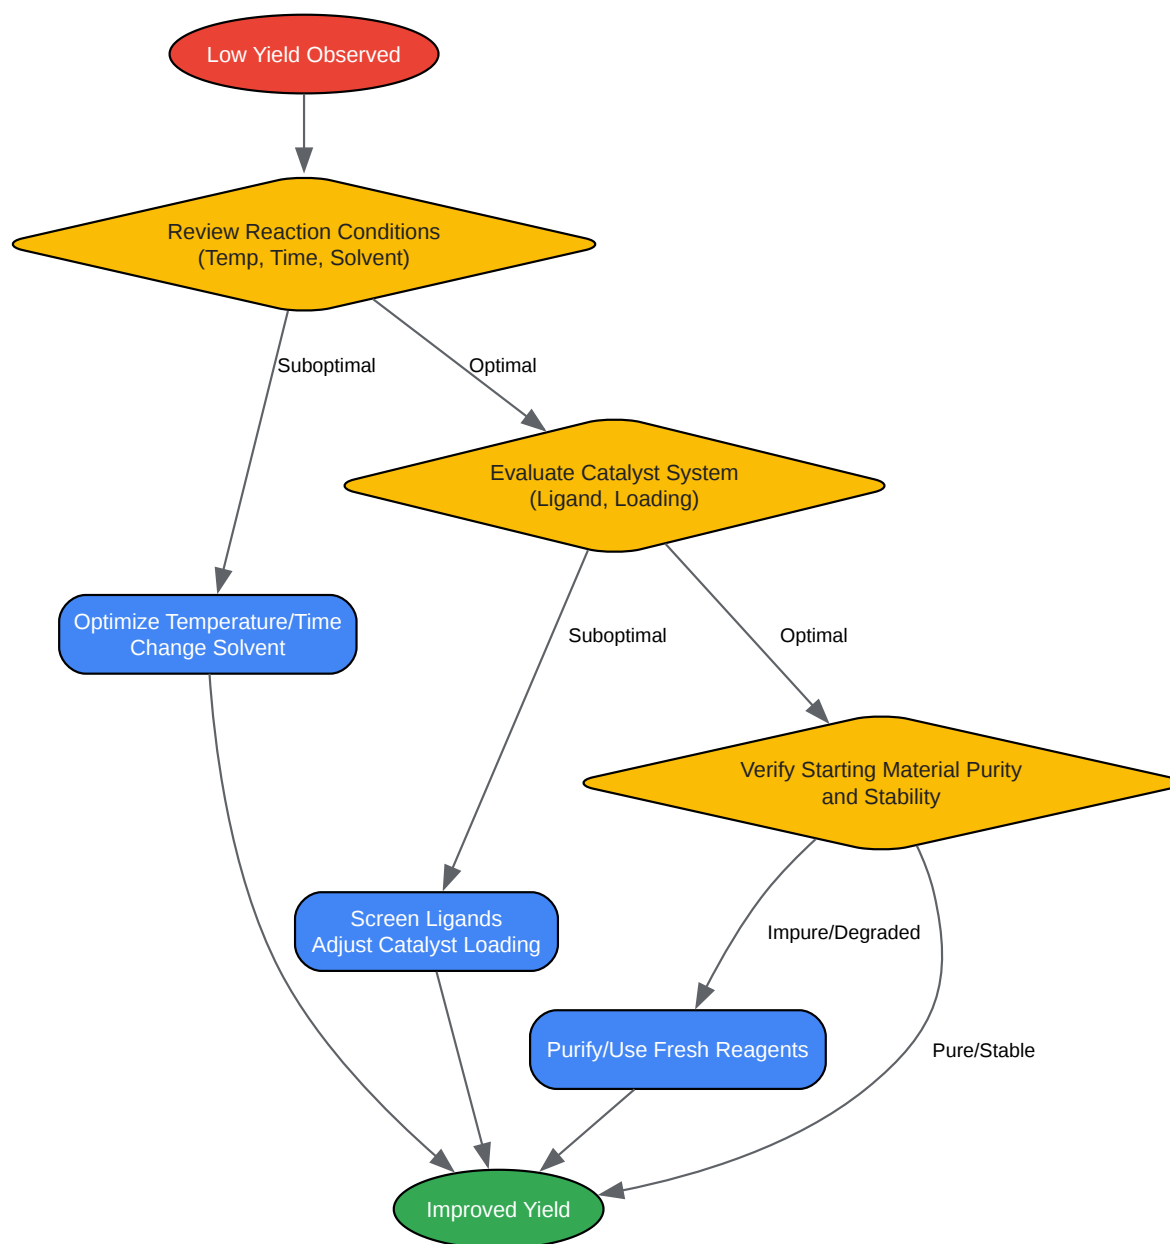 Low Yield Observed
Review Reaction Conditions
(Temp, Time, Solvent)
Suboptimal
Optimal
Evaluate Catalyst System
(Ligand, Loading)
Optimize Temperature/Time
Change Solvent
Suboptimal
Optimal
Verify Starting Material Purity
and Stability
Screen Ligands
Adjust Catalyst Loading
Impure/Degraded
Purify/Use Fresh Reagents
Pure/Stable
Improved Yield